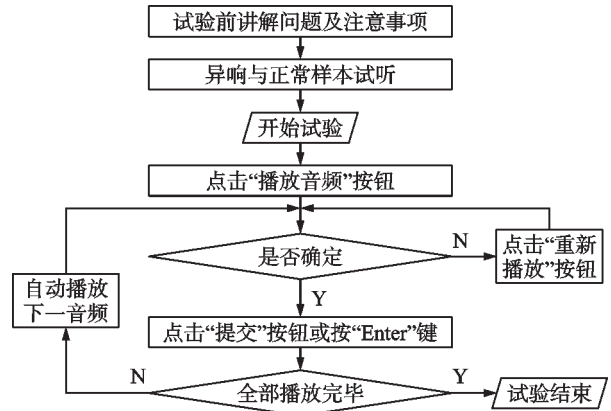 试验前讲解问题及注意事项
异响与正常样本试听
开始试验
点击“播放音频”按钮
是否确定
N
点击“重新
播放”按钮
自动播放
下一音频
Y
点击“提交”按钮或按“Enter”键
N
全部播放完毕
Y
试验结束